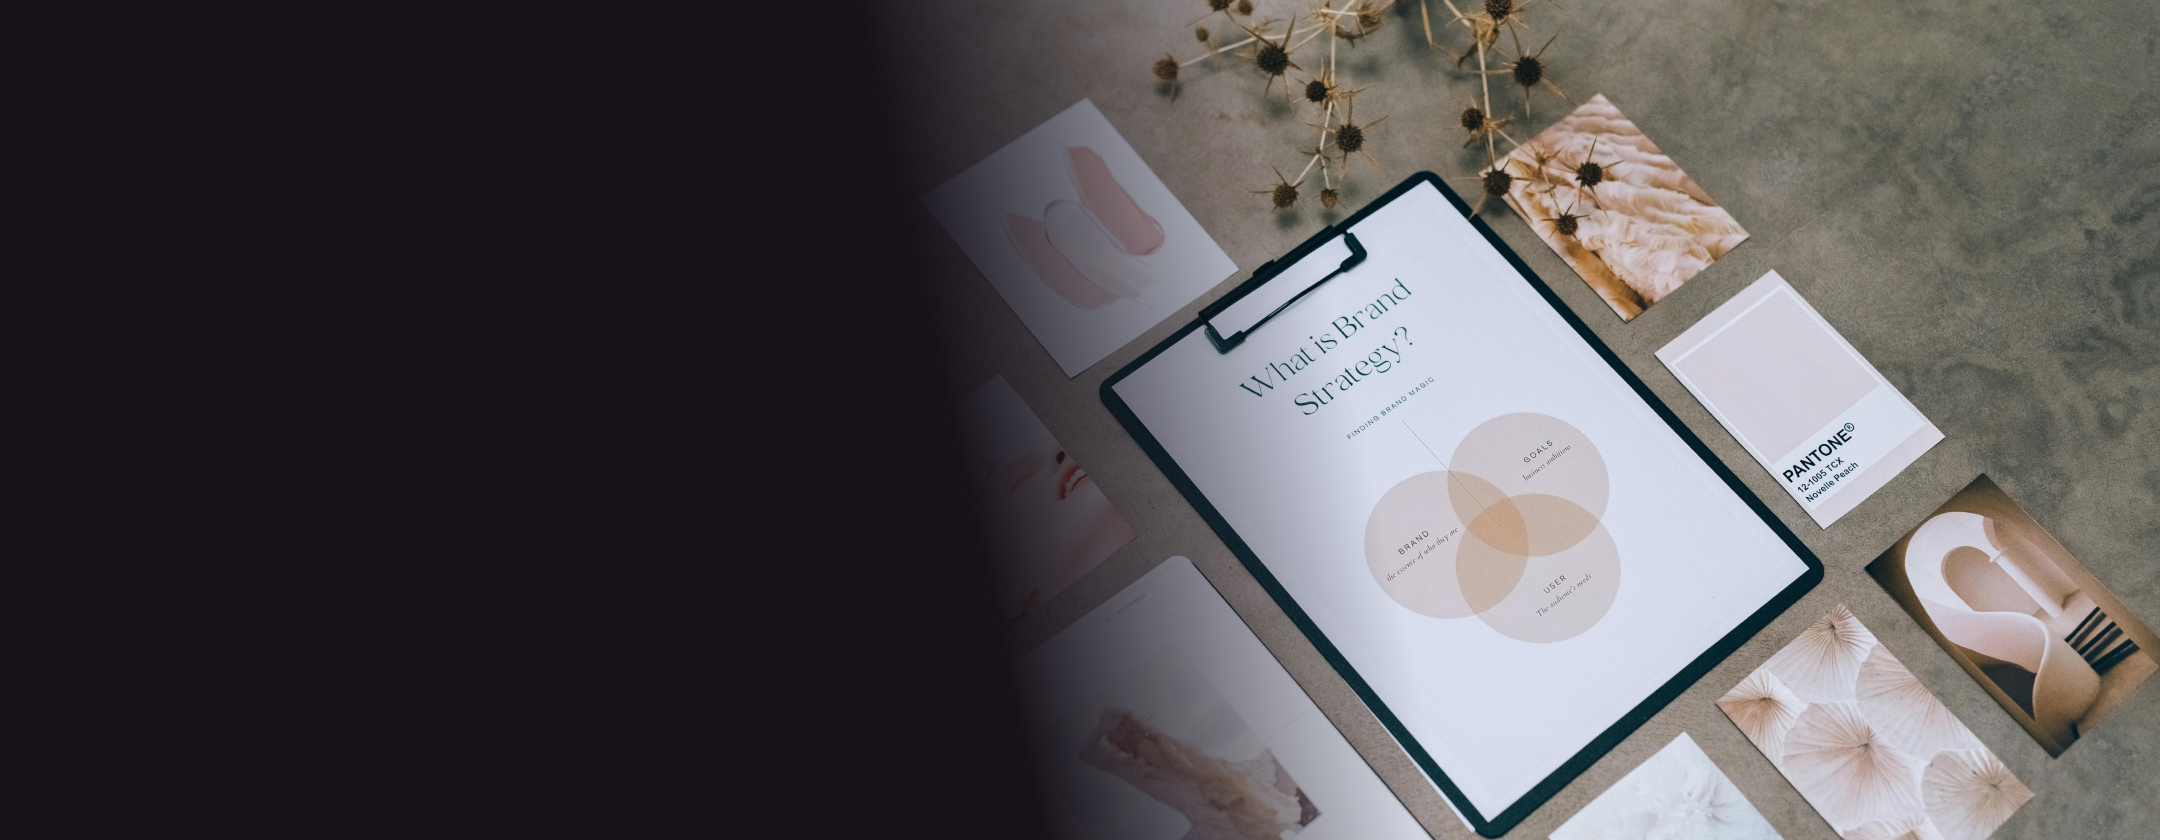 What is Brand
Strategy?
FINDING BRAND MAGIC
GOALS
business ambitions
BRAND
the essence of who they are
USER
The audience's needs
PANTONE®
12-1005 TCX
Novelle Peach